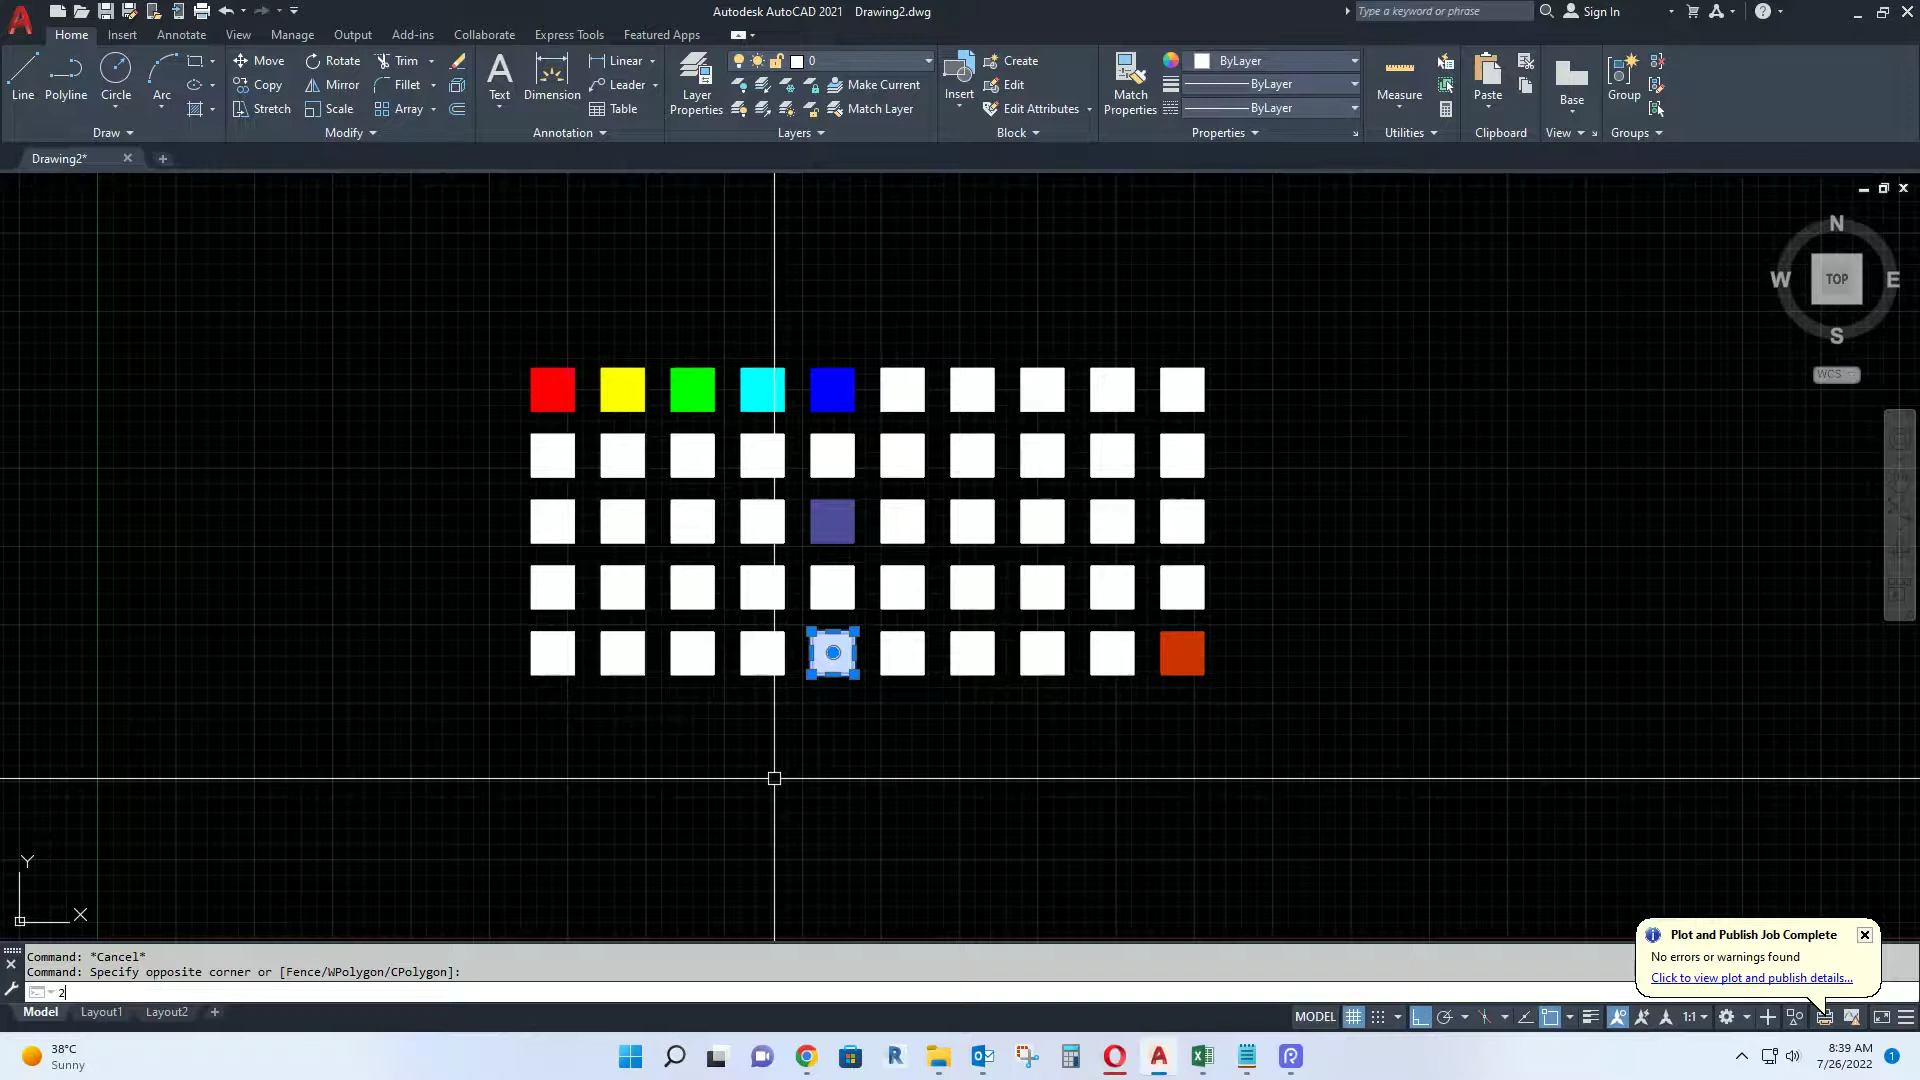 Autodesk AutoCAD 2021 Drawing2.dwg
Type a keyword or phrase
Sign In
Home Insert Annotate View Manage Output Add-ins Collaborate Express Tools Featured Apps
Line Polyline Circle Arc
Move Rotate Trim
Copy Mirror Fillet
Stretch Scale Array
Text Dimension
Linear
Leader
Table
Layer Properties
0
Make Current
Match Layer
Insert
Create
Edit
Edit Attributes
Match Properties
ByLayer
ByLayer
ByLayer
Measure
Paste
Base
Group
Draw Modify Annotation Layers Block Properties Utilities Clipboard View Groups
Drawing2*
N
W TOP E
S
WCS
Y
X
Command: *Cancel*
Command: Specify opposite corner or [Fence/WPolygon/CPolygon]:
2
Plot and Publish Job Complete
No errors or warnings found
Click to view plot and publish details...
Model Layout1 Layout2
MODEL 1:1
38°C
Sunny
8:39 AM
7/26/2022
1